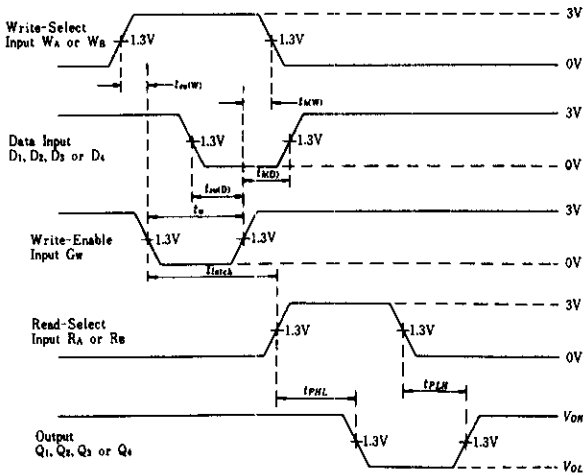 3V
Write-Select
Input WA or WB
1.3V
1.3V
0V
tsu(W)
th(W)
3V
Data Input
D1, D2, D3 or D4
1.3V
1.3V
0V
th(D)
tsu(D)
tw
3V
Write-Enable
Input GW
1.3V
1.3V
0V
tlatch
3V
Read-Select
Input RA or RB
1.3V
1.3V
0V
tPHL
tPLH
VOH
Output
Q1, Q2, Q3 or Q4
1.3V
1.3V
VOL